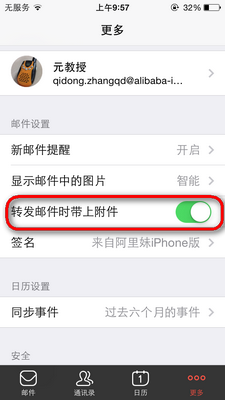 无服务 上午9:57 32%
更多
元教授
qidong.zhangqd@alibaba-i...
邮件设置
新邮件提醒 开启
显示邮件中的图片 智能
转发邮件时带上附件
签名 来自阿里妹iPhone版
日历设置
同步事件 过去六个月的事件
安全
邮件 通讯录 1 日历 更多